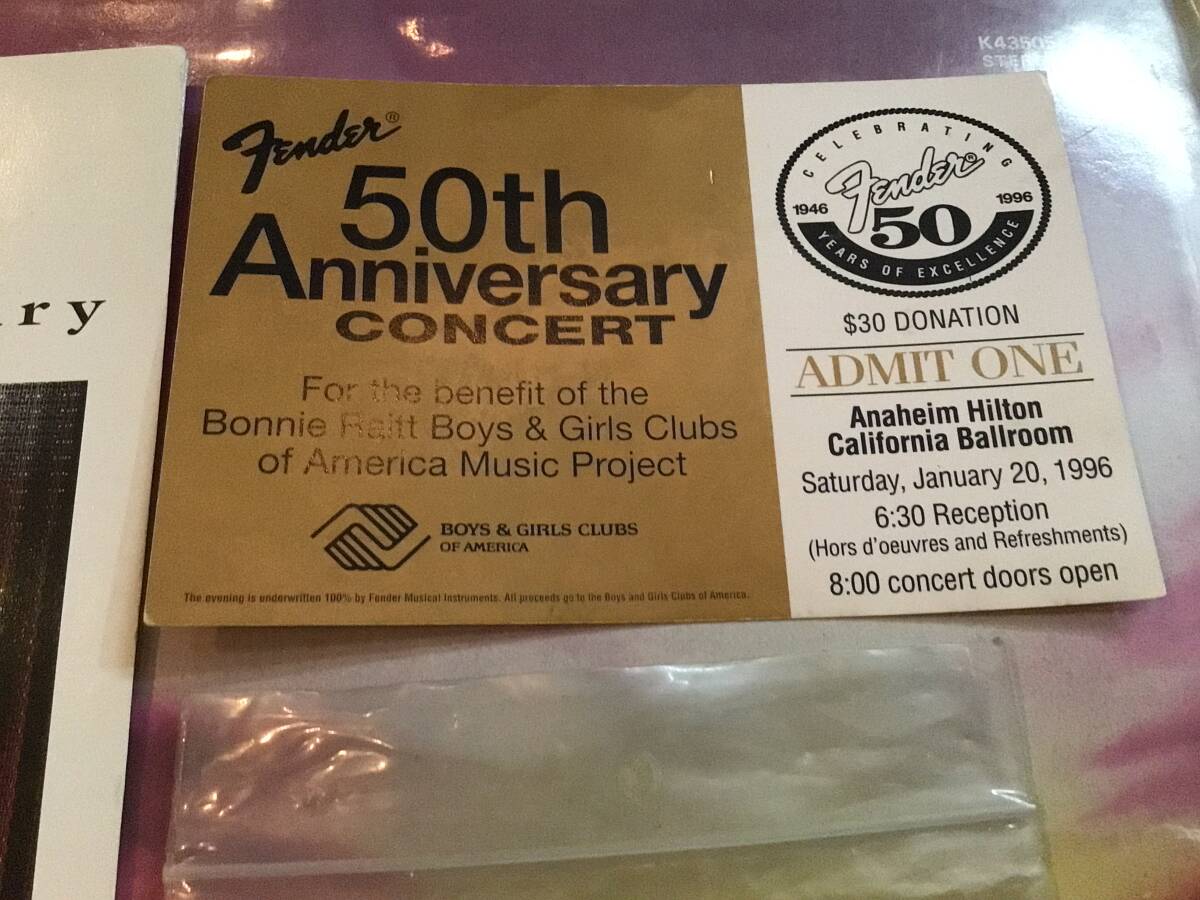 K43505
STE
ry
Fender®
50th
Anniversary
CONCERT
For the benefit of the
Bonnie Raitt Boys & Girls Clubs
of America Music Project
BOYS & GIRLS CLUBS
OF AMERICA
The evening is underwritten 100% by Fender Musical Instruments. All proceeds go to the Boys and Girls Clubs of America.
CELEBRATING
Fender®
1946 50 1996
YEARS OF EXCELLENCE
$30 DONATION
ADMIT ONE
Anaheim Hilton
California Ballroom
Saturday, January 20, 1996
6:30 Reception
(Hors d'oeuvres and Refreshments)
8:00 concert doors open